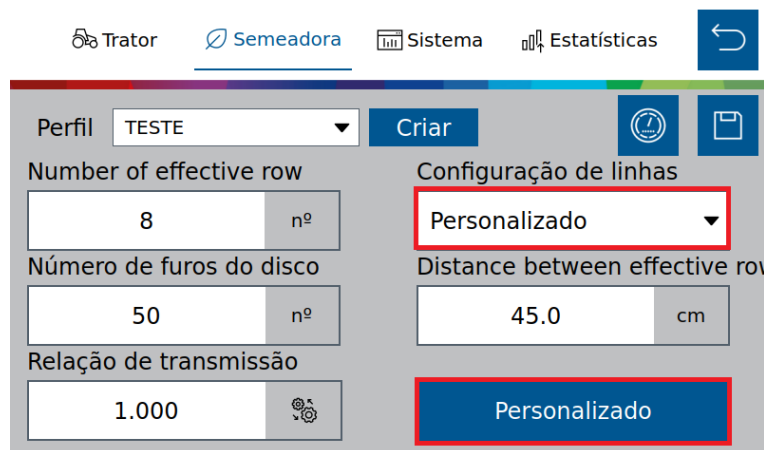 Trator Semeadora Sistema Estatísticas
Perfil TESTE Criar
Number of effective row Configuração de linhas
8 nº Personalizado
Número de furos do disco Distance between effective row
50 nº 45.0 cm
Relação de transmissão
1.000 Personalizado